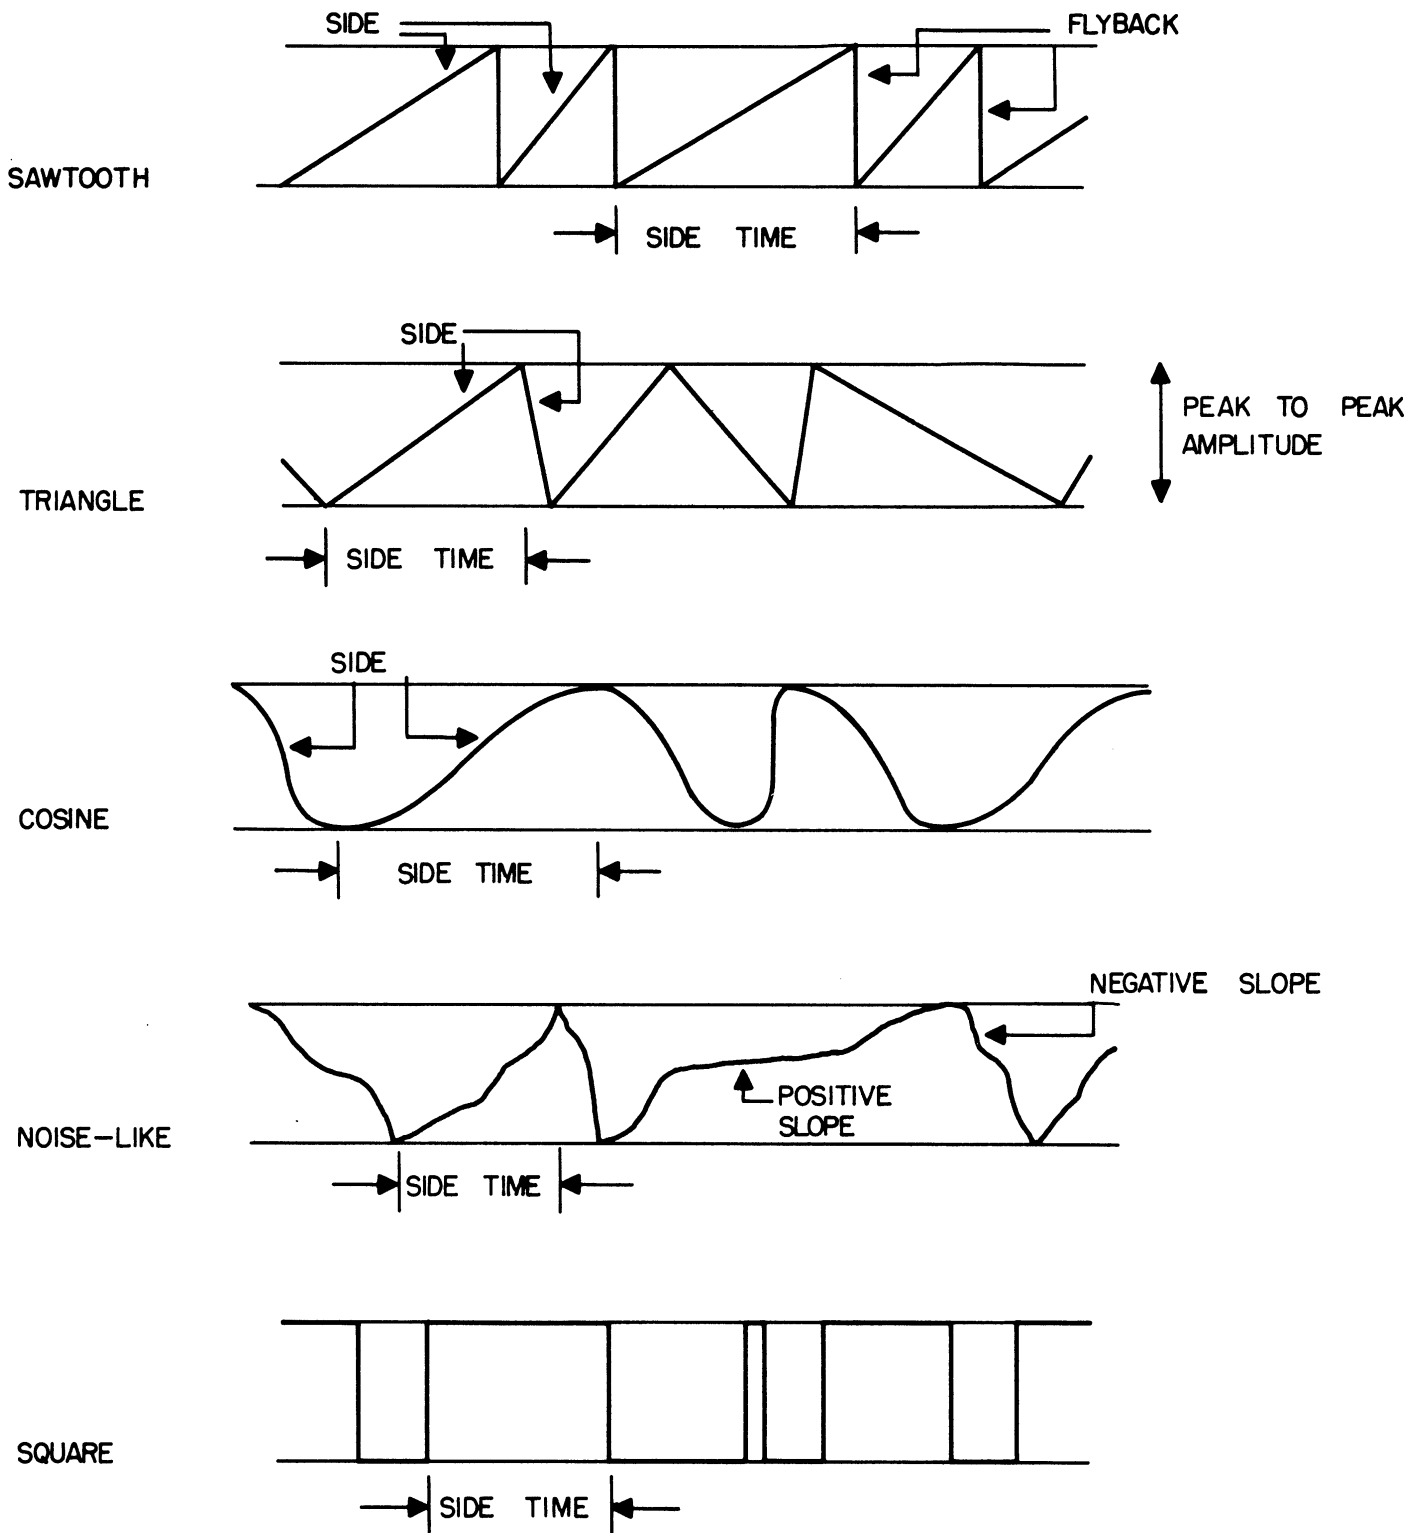 SIDE
FLYBACK
SAWTOOTH
SIDE TIME
SIDE
PEAK TO PEAK
AMPLITUDE
TRIANGLE
SIDE TIME
SIDE
COSINE
SIDE TIME
NEGATIVE SLOPE
POSITIVE
SLOPE
NOISE-LIKE
SIDE TIME
SQUARE
SIDE TIME